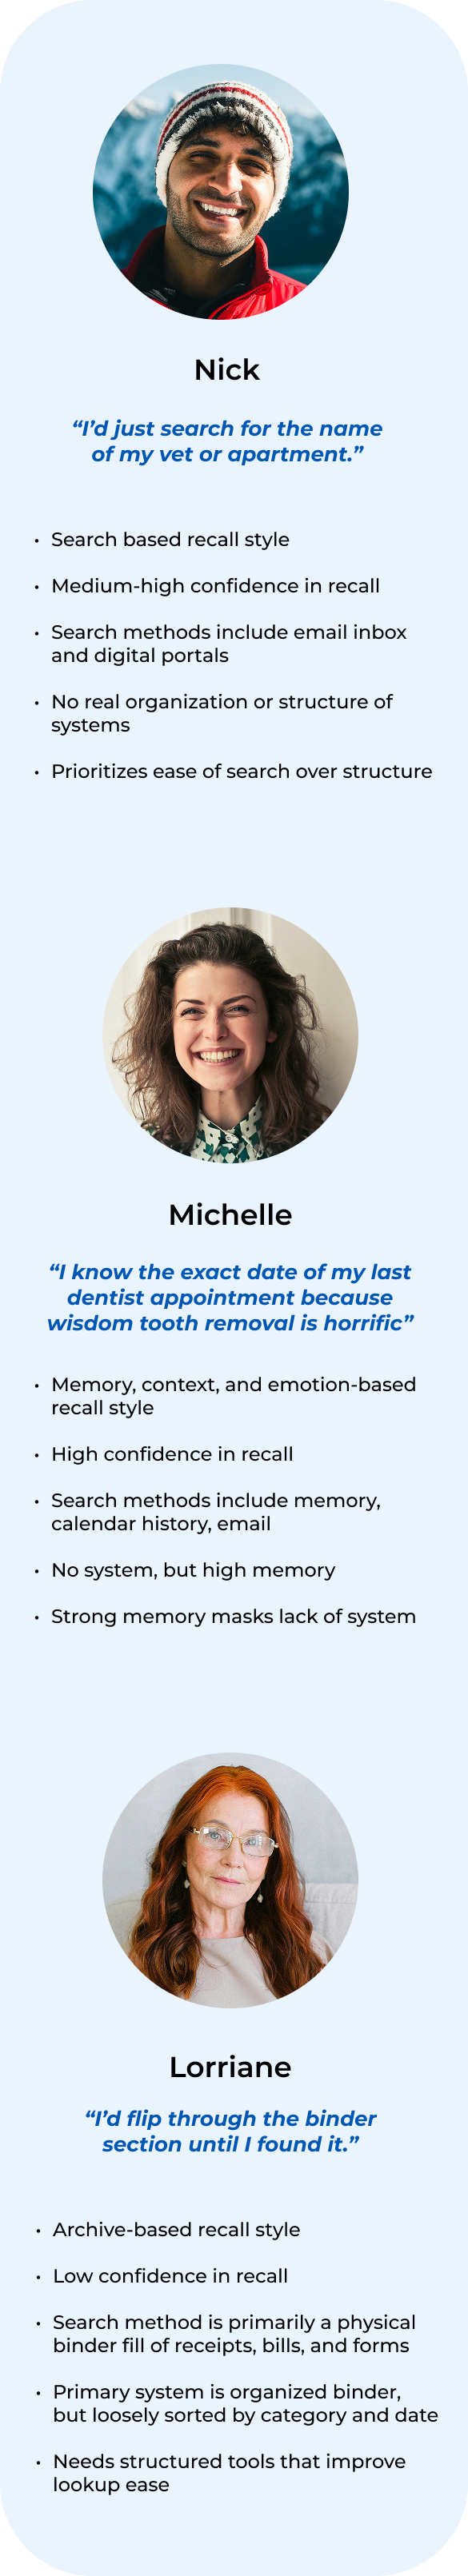 Nick
“I’d just search for the name
of my vet or apartment.”
• Search based recall style
• Medium-high confidence in recall
• Search methods include email inbox
and digital portals
• No real organization or structure of
systems
• Prioritizes ease of search over structure
Michelle
“I know the exact date of my last
dentist appointment because
wisdom tooth removal is horrific”
• Memory, context, and emotion-based
recall style
• High confidence in recall
• Search methods include memory,
calendar history, email
• No system, but high memory
• Strong memory masks lack of system
Lorriane
“I’d flip through the binder
section until I found it.”
• Archive-based recall style
• Low confidence in recall
• Search method is primarily a physical
binder fill of receipts, bills, and forms
• Primary system is organized binder,
but loosely sorted by category and date
• Needs structured tools that improve
lookup ease